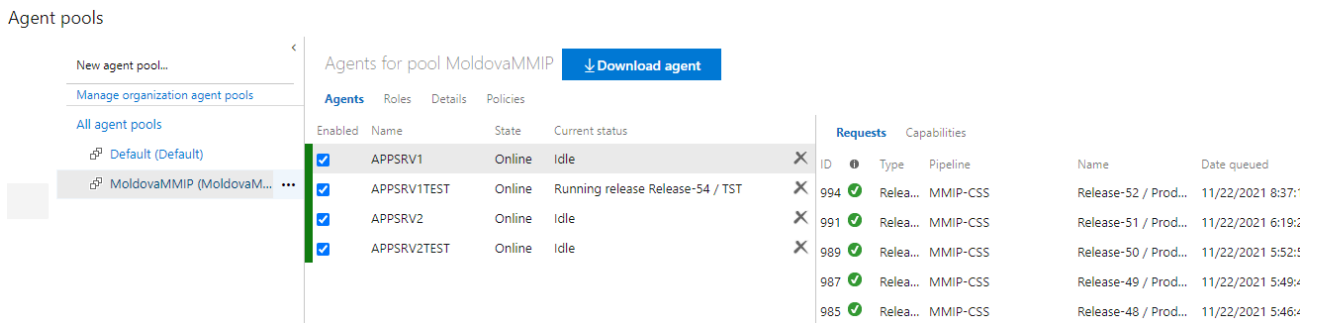 Agent pools
New agent pool...
Manage organization agent pools
All agent pools
Default (Default)
MoldovaMMIP (MoldovaM... ...
Agents for pool MoldovaMMIP Download agent
Agents Roles Details Policies
Enabled Name State Current status
APPSRV1 Online Idle
APPSRV1TEST Online Running release Release-54 / TST
APPSRV2 Online Idle
APPSRV2TEST Online Idle
Requests Capabilities
ID Type Pipeline Name Date queued
994 Relea... MMIP-CSS Release-52 / Prod... 11/22/2021 8:37:
991 Relea... MMIP-CSS Release-51 / Prod... 11/22/2021 6:19:2
989 Relea... MMIP-CSS Release-50 / Prod... 11/22/2021 5:52:
987 Relea... MMIP-CSS Release-49 / Prod... 11/22/2021 5:49:4
985 Relea... MMIP-CSS Release-48 / Prod... 11/22/2021 5:46:4